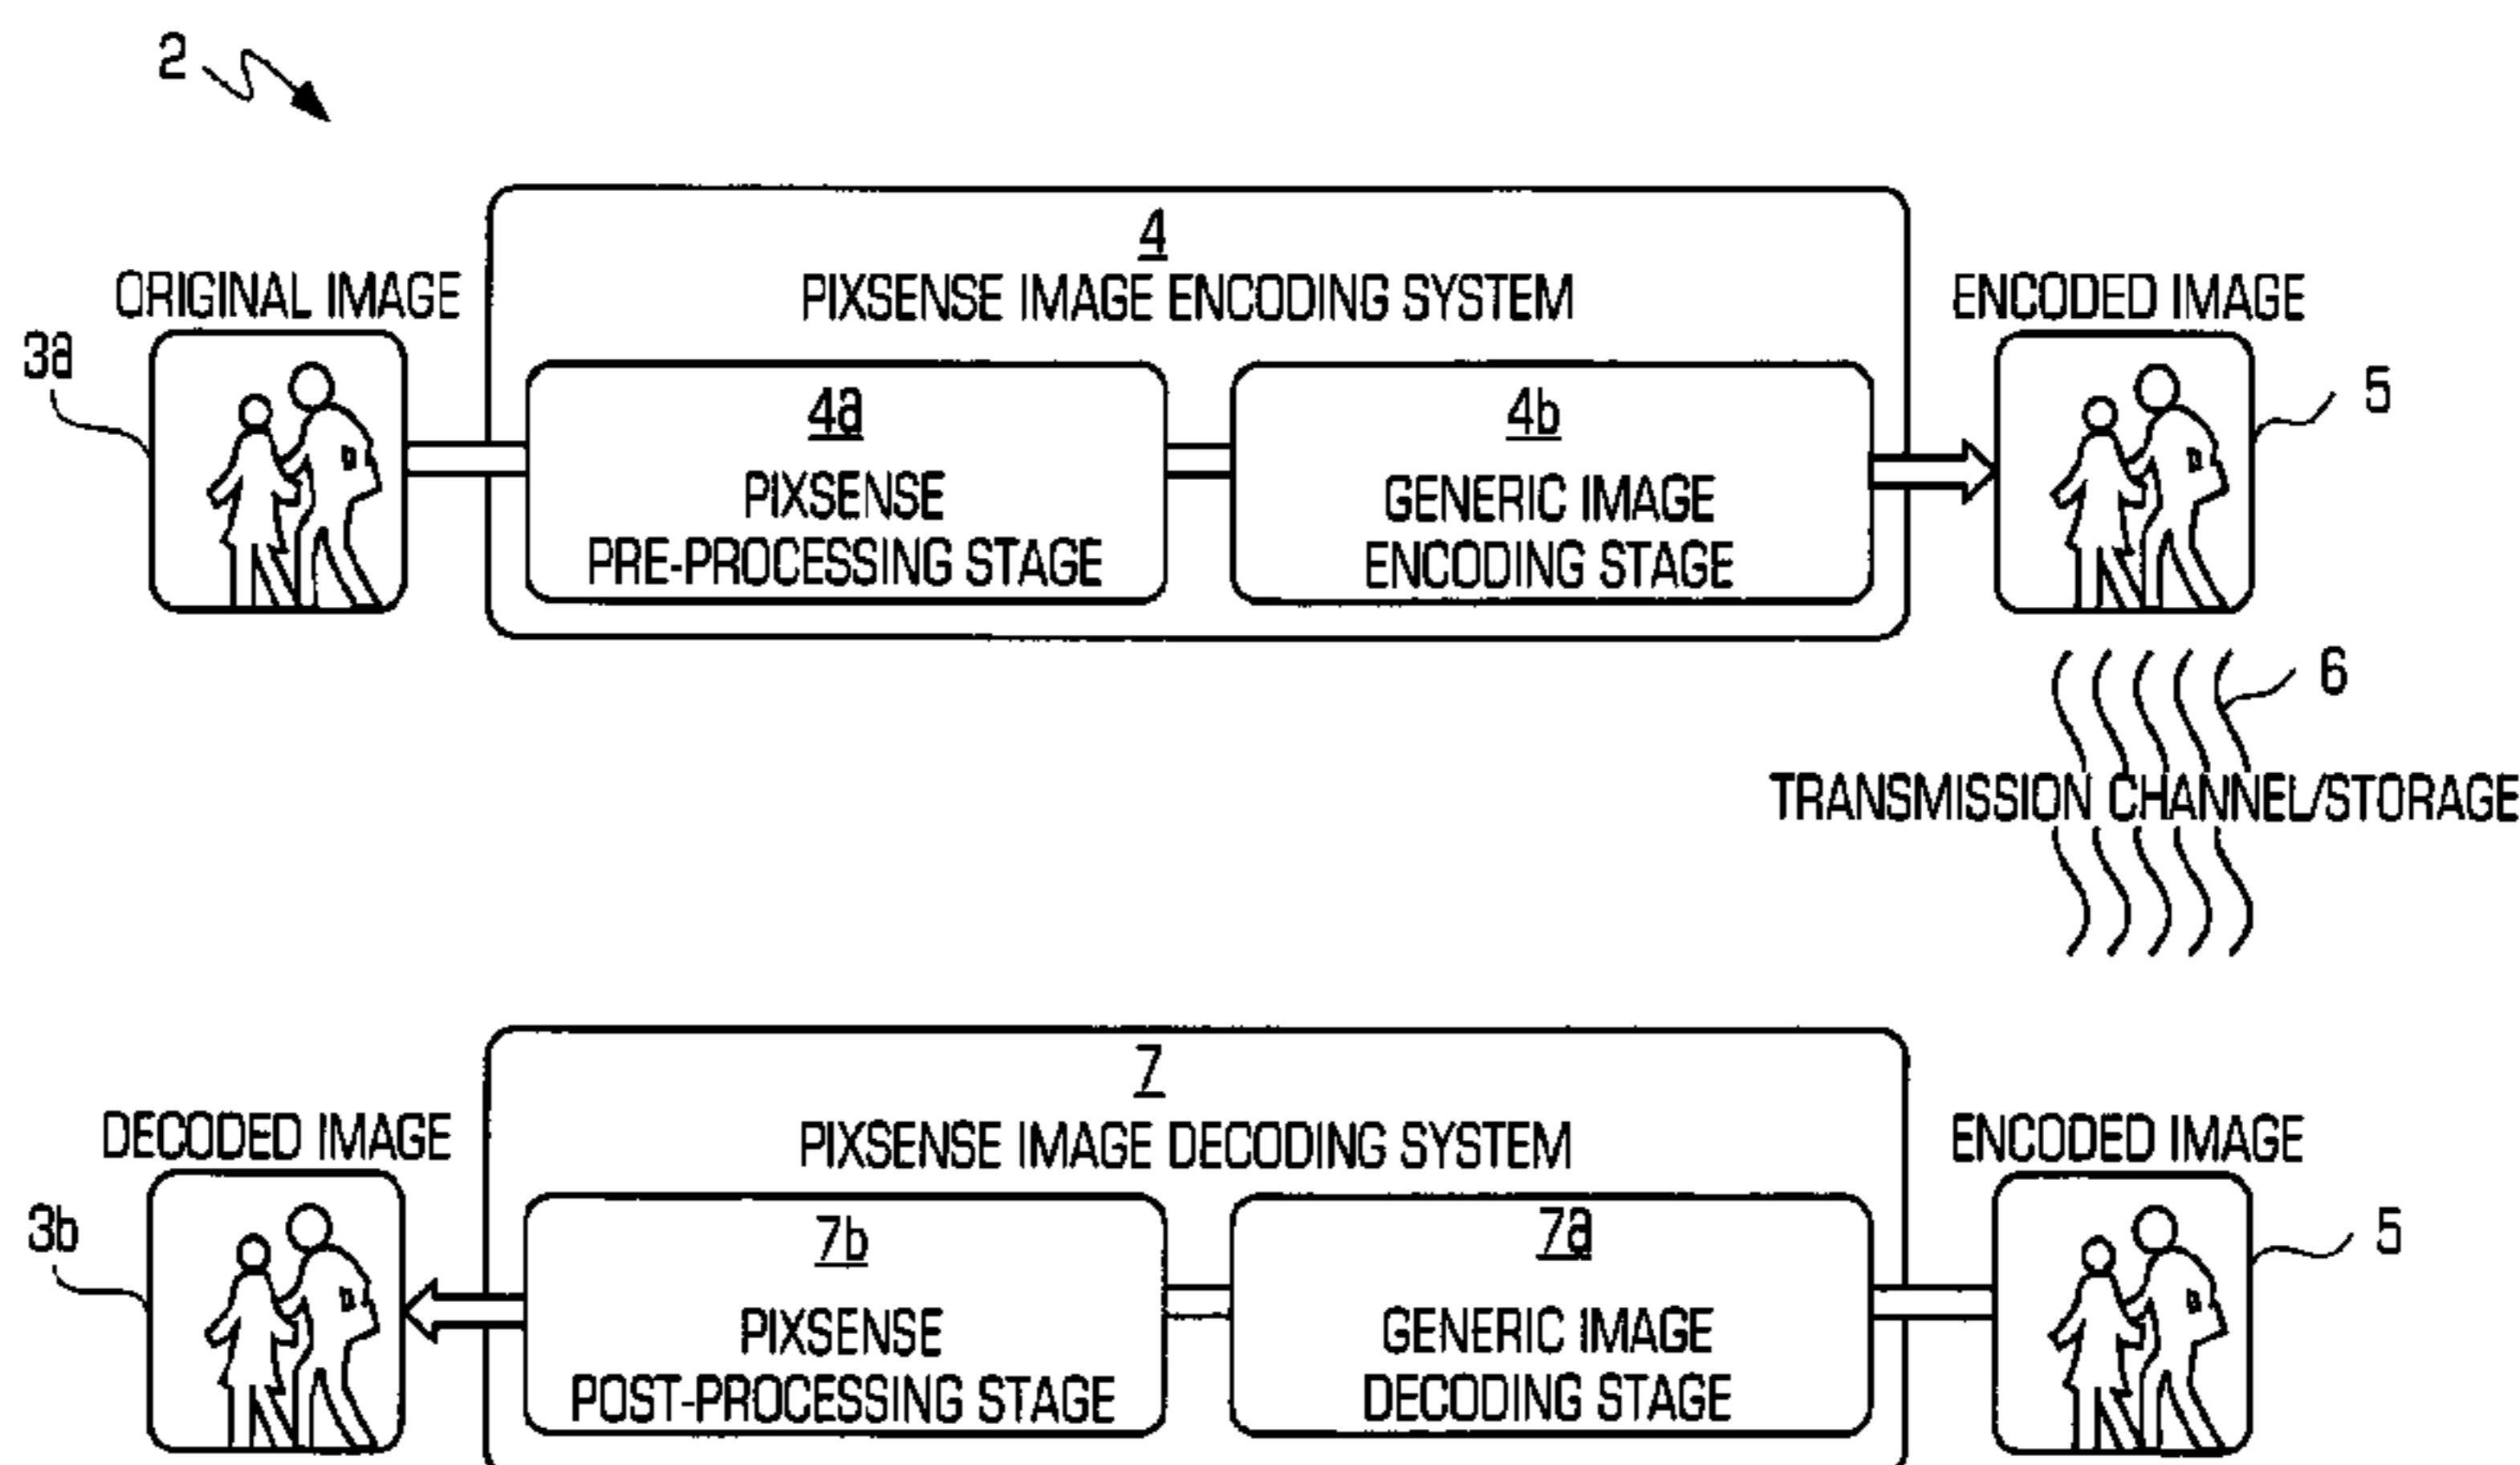 2
4
PIXSENSE IMAGE ENCODING SYSTEM
ORIGINAL IMAGE
ENCODED IMAGE
3a
4a
PIXSENSE
PRE-PROCESSING STAGE
4b
GENERIC IMAGE
ENCODING STAGE
5
6
TRANSMISSION CHANNEL/STORAGE
7
PIXSENSE IMAGE DECODING SYSTEM
DECODED IMAGE
ENCODED IMAGE
3b
7b
PIXSENSE
POST-PROCESSING STAGE
7a
GENERIC IMAGE
DECODING STAGE
5